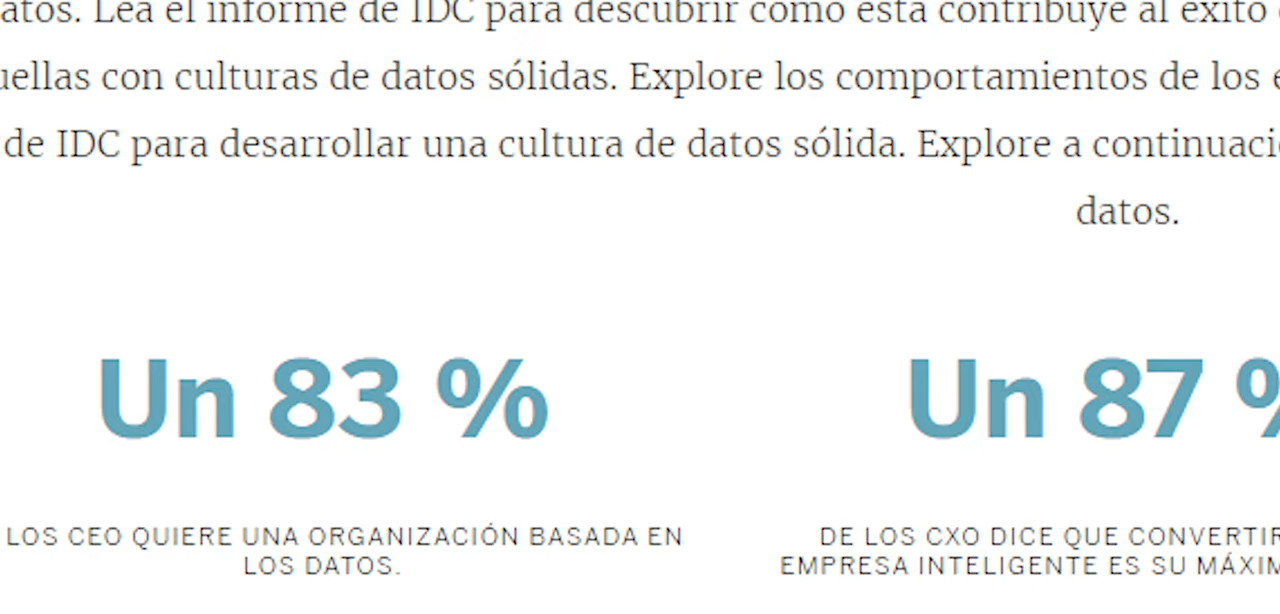 atos. Lea el informe de IDC para descubrir cómo esta contribuye al éxito
con culturas de datos sólidas. Explore los comportamientos de los
de IDC para desarrollar una cultura de datos sólida. Explore a
datos.
Un 83 %
Un 87 %
LOS CEO QUIERE UNA ORGANIZACIÓN BASADA EN
LOS DATOS.
DE LOS CXO DICE QUE
EMPRESA INTELIGENTE ES SU